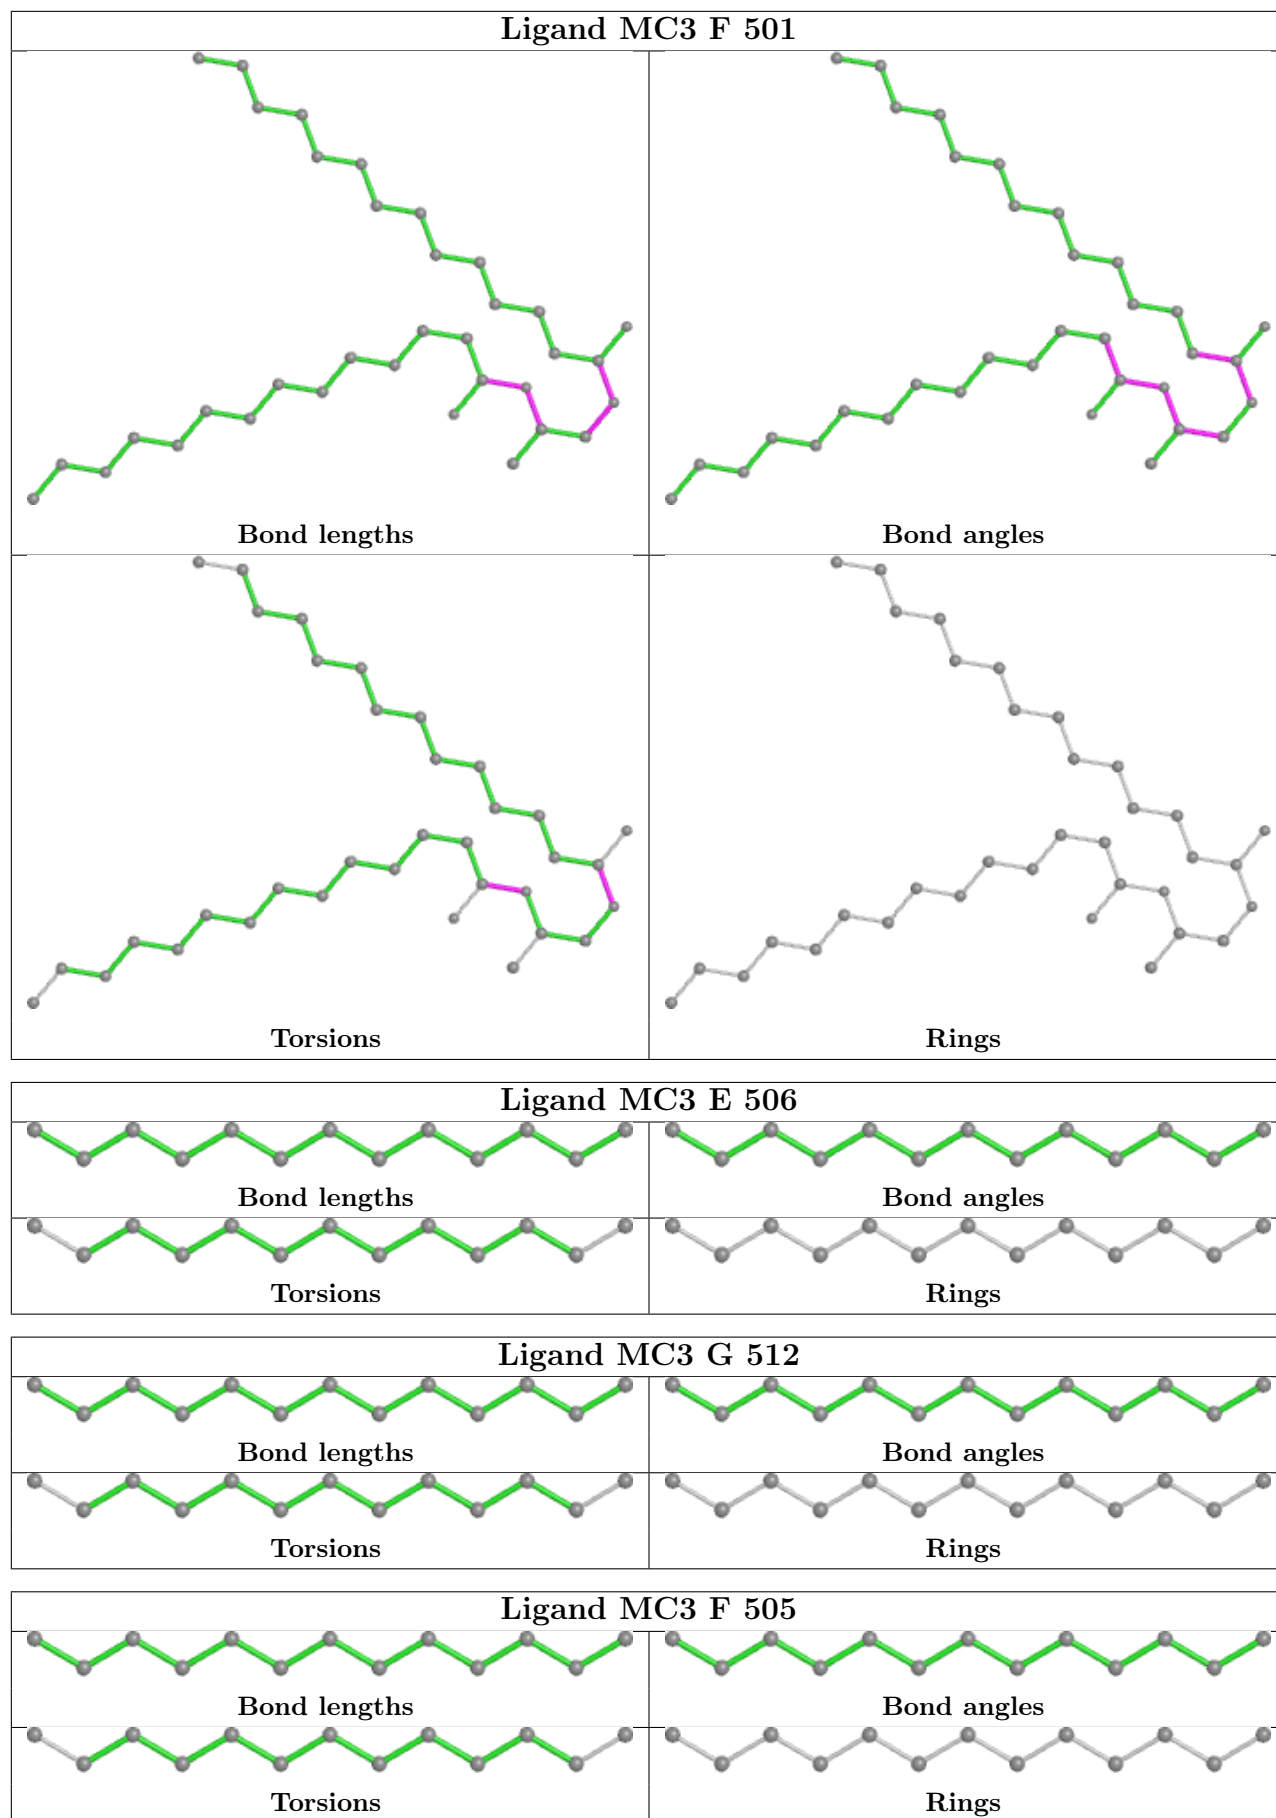 Ligand MC3 F 501
Bond lengths
Bond angles
Torsions
Rings
Ligand MC3 E 506
Bond lengths
Bond angles
Torsions
Rings
Ligand MC3 G 512
Bond lengths
Bond angles
Torsions
Rings
Ligand MC3 F 505
Bond lengths
Bond angles
Torsions
Rings